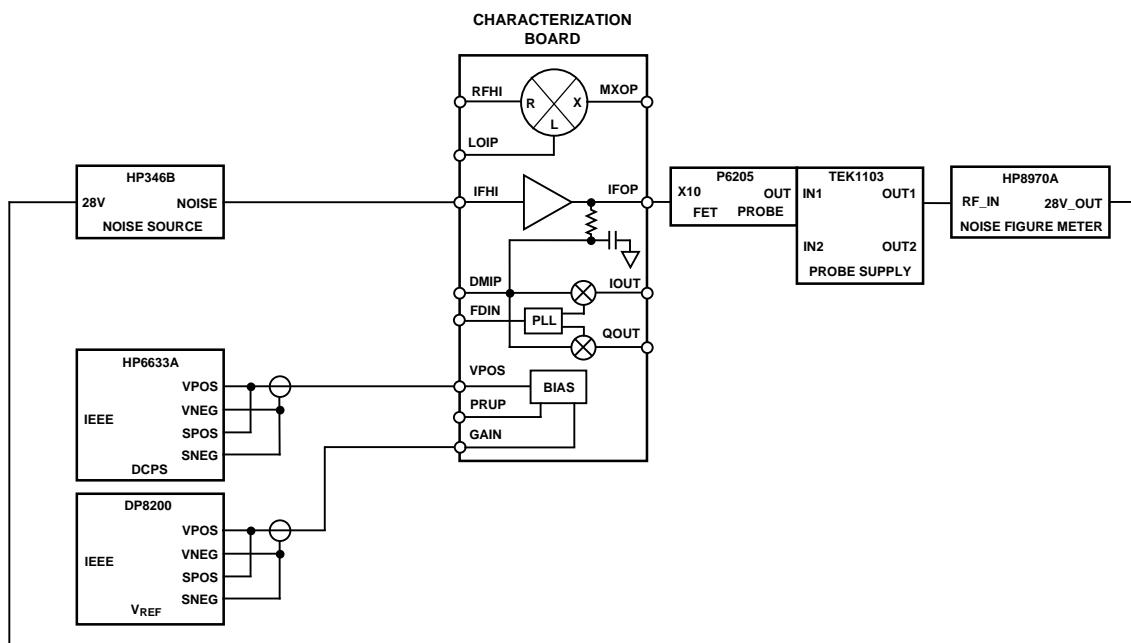 CHARACTERIZATION
BOARD
RFHI
R
X
L
MXOP
LOIP
HP346B
28V
NOISE
NOISE SOURCE
IFHI
IFOP
P6205
X10
OUT
FET
PROBE
TEK1103
IN1
OUT1
IN2
OUT2
PROBE SUPPLY
HP8970A
RF_IN
28V_OUT
NOISE FIGURE METER
DMIP
IOUT
FDIN
PLL
QOUT
HP6633A
VPOS
IEEE
VNEG
SPOS
SNEG
DCPS
VPOS
BIAS
PRUP
GAIN
DP8200
VPOS
IEEE
VNEG
SPOS
SNEG
VREF